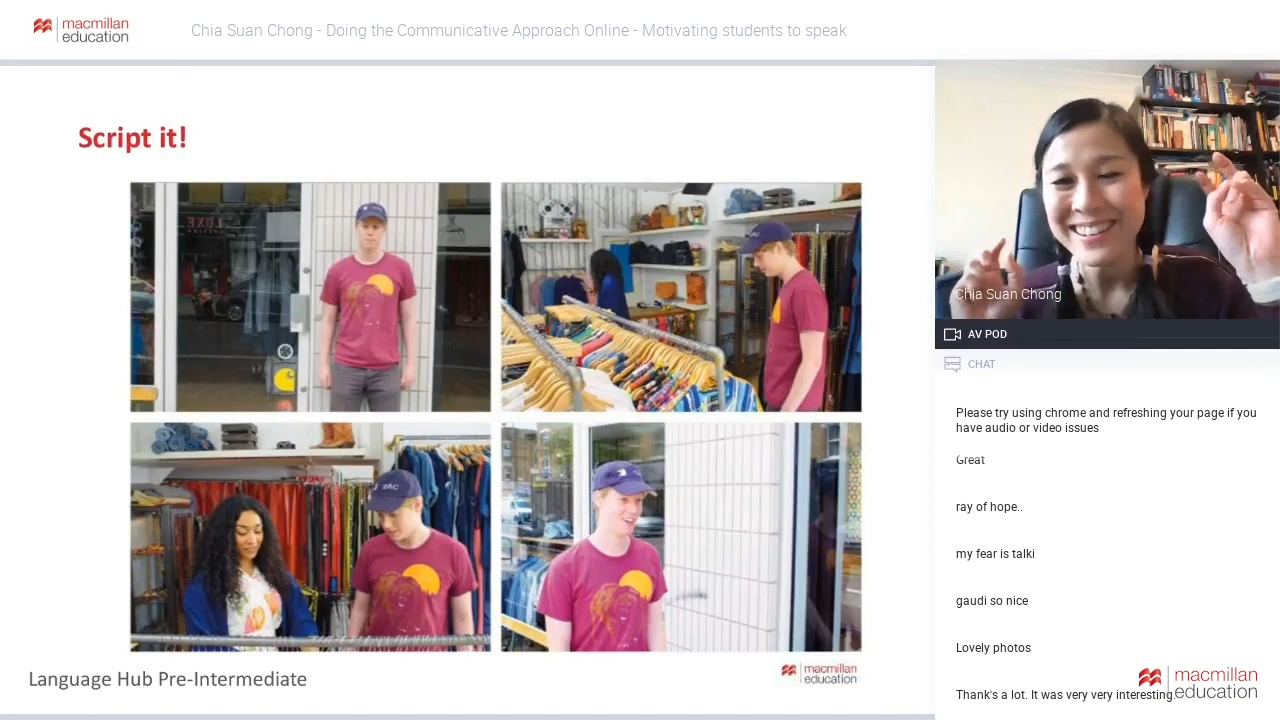 macmillan
education
Chia Suan Chong - Doing the Communicative Approach Online - Motivating students to speak
Script it!
LUXE
ZAC
Language Hub Pre-Intermediate
macmillan
education
Chia Suan Chong
AV POD
CHAT
Please try using chrome and refreshing your page if you
have audio or video issues
Great
ray of hope..
my fear is talki
gaudi so nice
Lovely photos
Thank's a lot. It was very very interesting.
macmillan
education